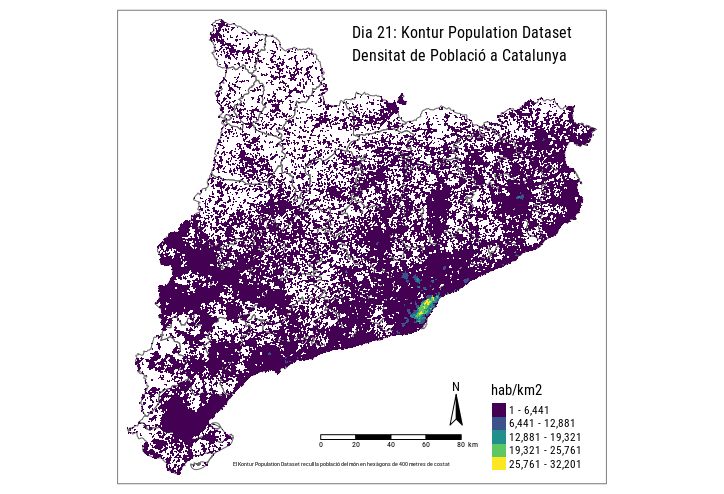 Dia 21: Kontur Population Dataset
Densitat de Població a Catalunya
N
hab/km2
1 - 6,441
6,441 - 12,881
12,881 - 19,321
19,321 - 25,761
25,761 - 32,201
0 20 40 60 80 km
El Kontur Population Dataset recull la població del món en hexàgons de 400 metres de costat